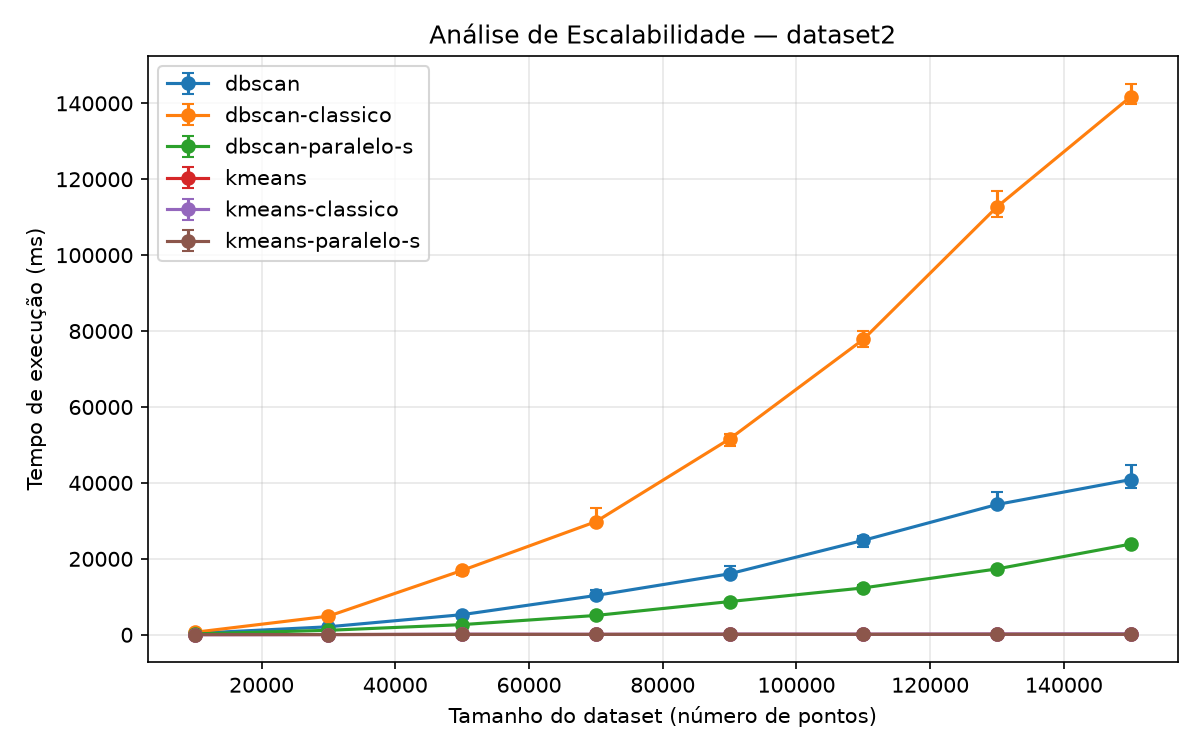 Análise de Escalabilidade — dataset2
dbscan
dbscan-classico
dbscan-paralelo-s
kmeans
kmeans-classico
kmeans-paralelo-s
Tempo de execução (ms)
140000
120000
100000
80000
60000
40000
20000
0
20000 40000 60000 80000 100000 120000 140000
Tamanho do dataset (número de pontos)